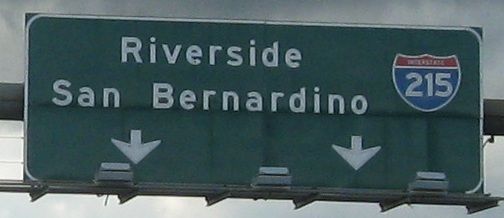 Riverside
San Bernardino
INTERSTATE
215